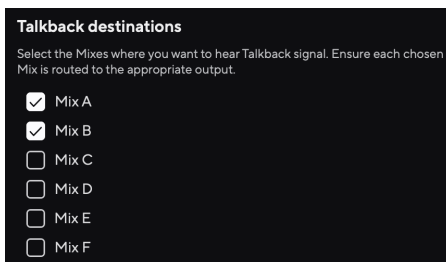 Talkback destinations
Select the Mixes where you want to hear Talkback signal. Ensure each chosen
Mix is routed to the appropriate output.
Mix A
Mix B
Mix C
Mix D
Mix E
Mix F